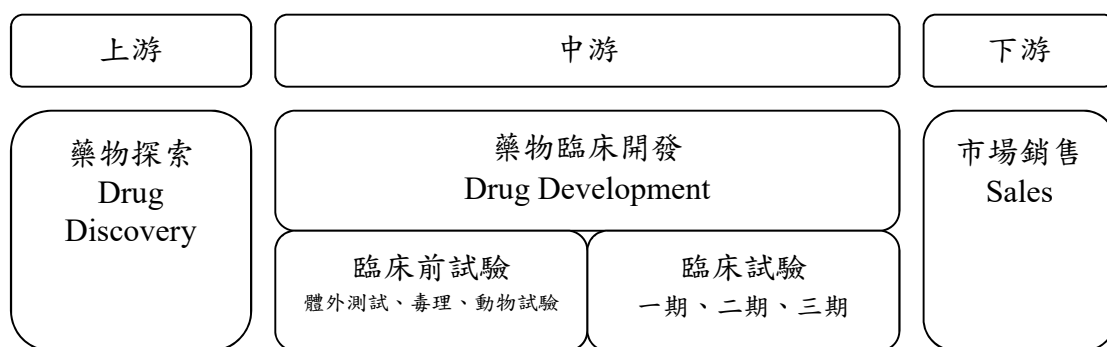 上游
中游
下游
藥物探索
Drug
Discovery
藥物臨床開發
Drug Development
臨床前試驗
體外測試、毒理、動物試驗
臨床試驗
一期、二期、三期
市場銷售
Sales